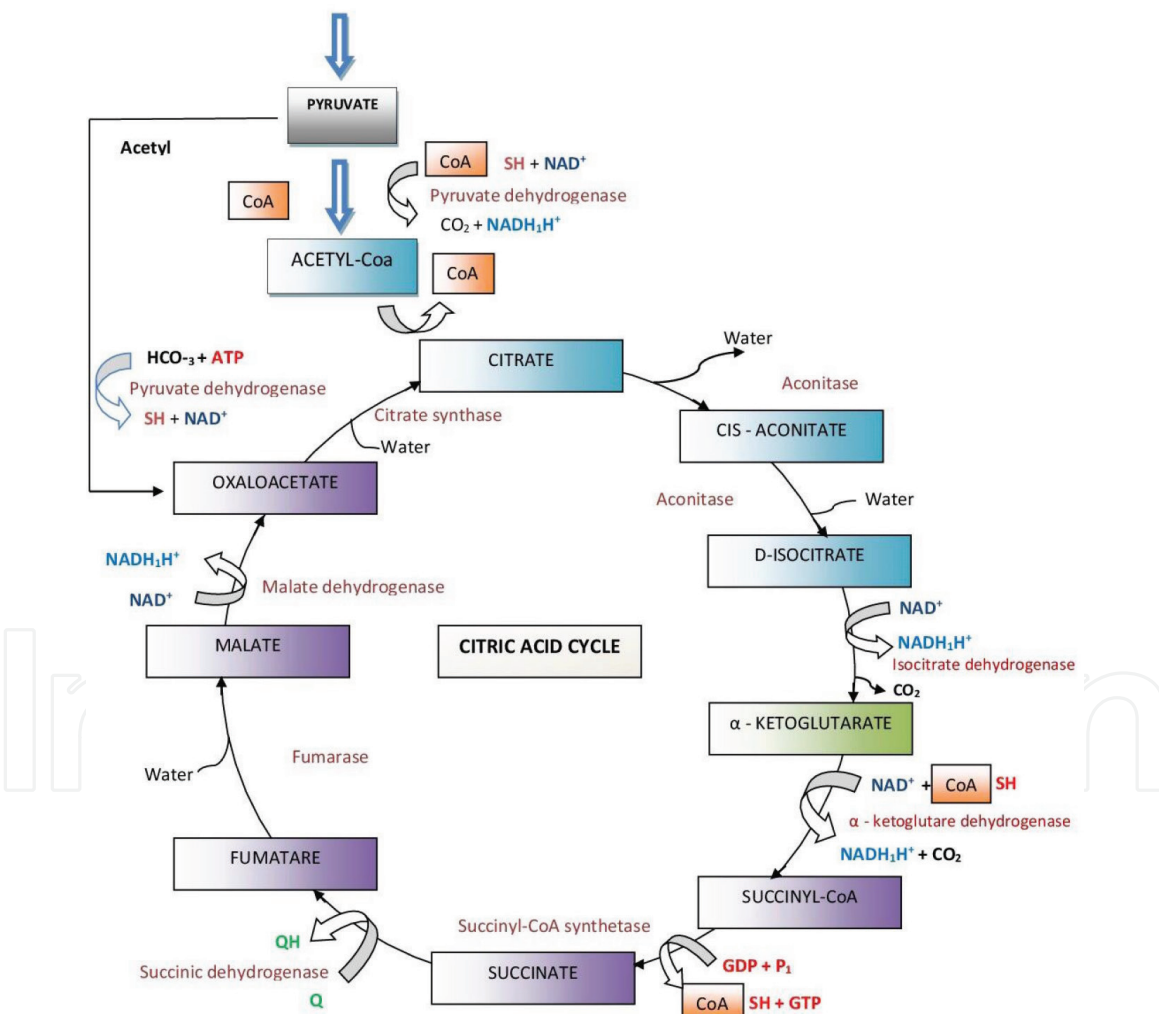 PYRUVATE
Acetyl
CoA SH + NAD⁺
Pyruvate dehydrogenase
CO₂ + NADH₁H⁺
CoA
ACETYL-Coa
CoA
HCO-₃ + ATP
Pyruvate dehydrogenase
SH + NAD⁺
CITRATE
Water
Aconitase
Citrate synthase
Water
CIS - ACONITATE
OXALOACETATE
Aconitase
Water
D-ISOCITRATE
NADH₁H⁺
NAD⁺
Malate dehydrogenase
NAD⁺
NADH₁H⁺
Isocitrate dehydrogenase
CO₂
MALATE
CITRIC ACID CYCLE
α - KETOGLUTARATE
Fumarase
Water
NAD⁺ + CoA SH
α - ketoglutare dehydrogenase
NADH₁H⁺ + CO₂
FUMATARE
SUCCINYL-CoA
Succinyl-CoA synthetase
QH
Succinic dehydrogenase
Q
SUCCINATE
GDP + P₁
CoA SH + GTP